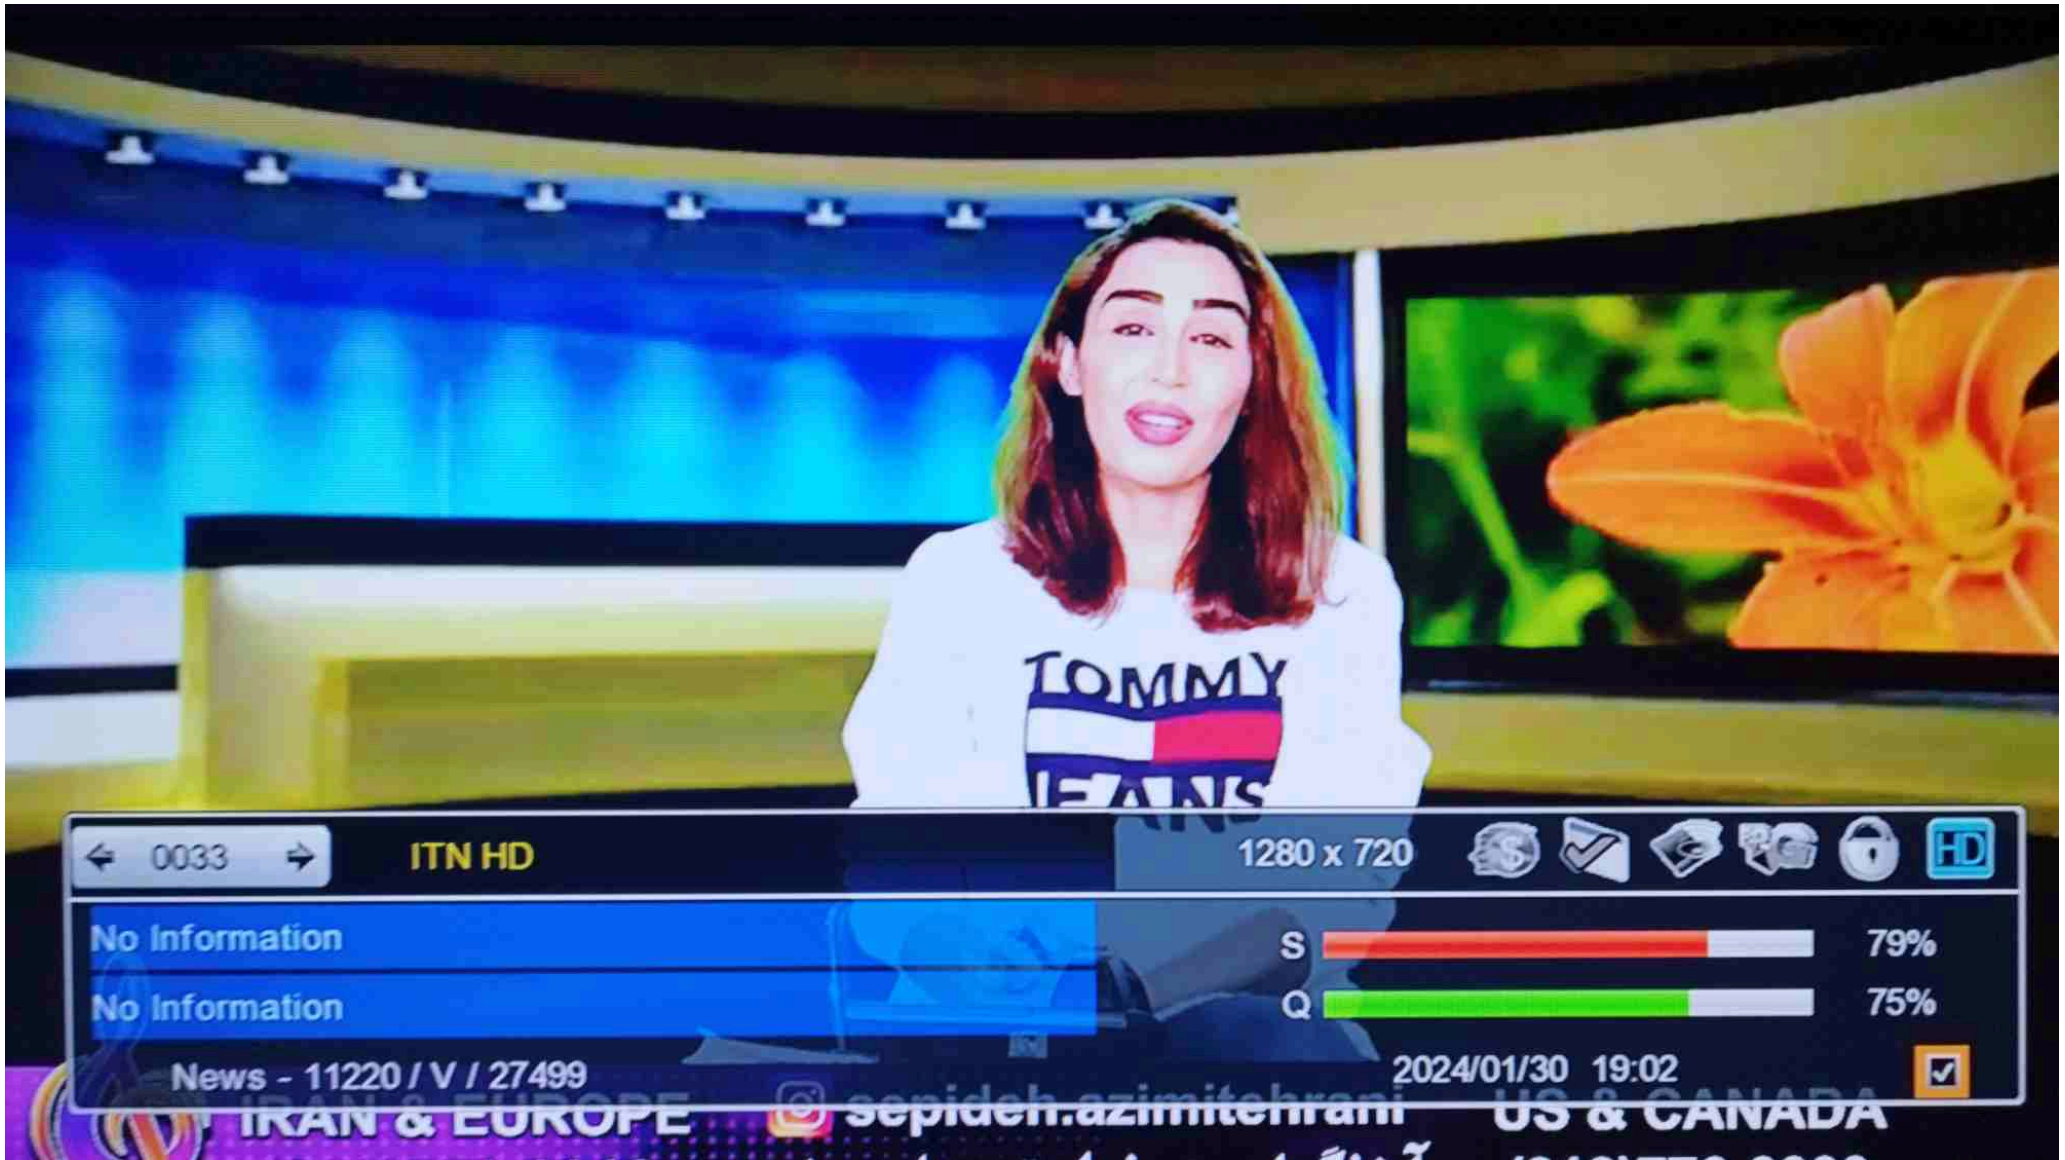 TOMMY
JEANS
0033
ITN HD
1280 x 720
HD
No Information
S
79%
No Information
Q
75%
News - 11220 / V / 27499
2024/01/30 19:02
IRAN & EUROPE
sepideh.azimitehrani
US & CANADA